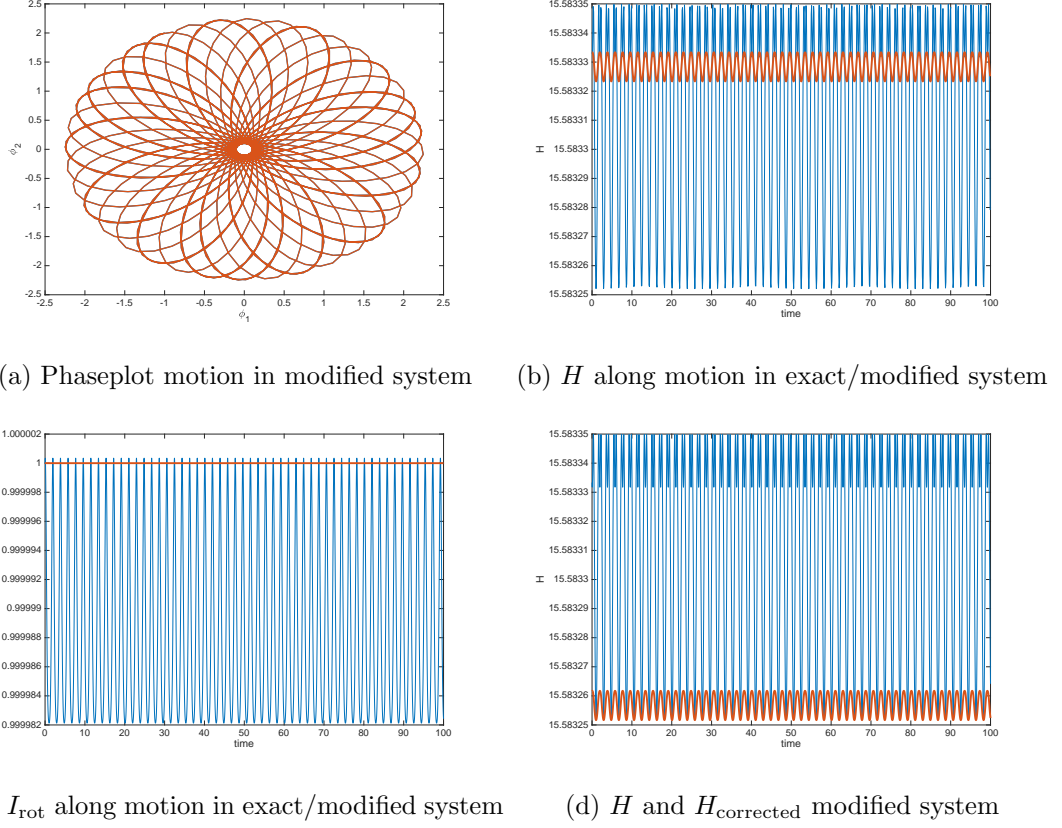 2.5
2
1.5
1
0.5
0
-0.5
-1
-1.5
-2
-2.5
ϕ2
-2.5 -2 -1.5 -1 -0.5 0 0.5 1 1.5 2 2.5
ϕ1
15.58335
15.58334
15.58333
15.58332
15.58331
15.5833
15.58329
15.58328
15.58327
15.58326
15.58325
H
0 10 20 30 40 50 60 70 80 90 100
time
(a) Phaseplot motion in modified system
(b) H along motion in exact/modified system
1.000002
1
0.999998
0.999996
0.999994
0.999992
0.99999
0.999988
0.999986
0.999984
0.999982
0 10 20 30 40 50 60 70 80 90 100
time
15.58335
15.58334
15.58333
15.58332
15.58331
15.5833
15.58329
15.58328
15.58327
15.58326
15.58325
H
0 10 20 30 40 50 60 70 80 90 100
time
I_rot along motion in exact/modified system
(d) H and H_corrected modified system